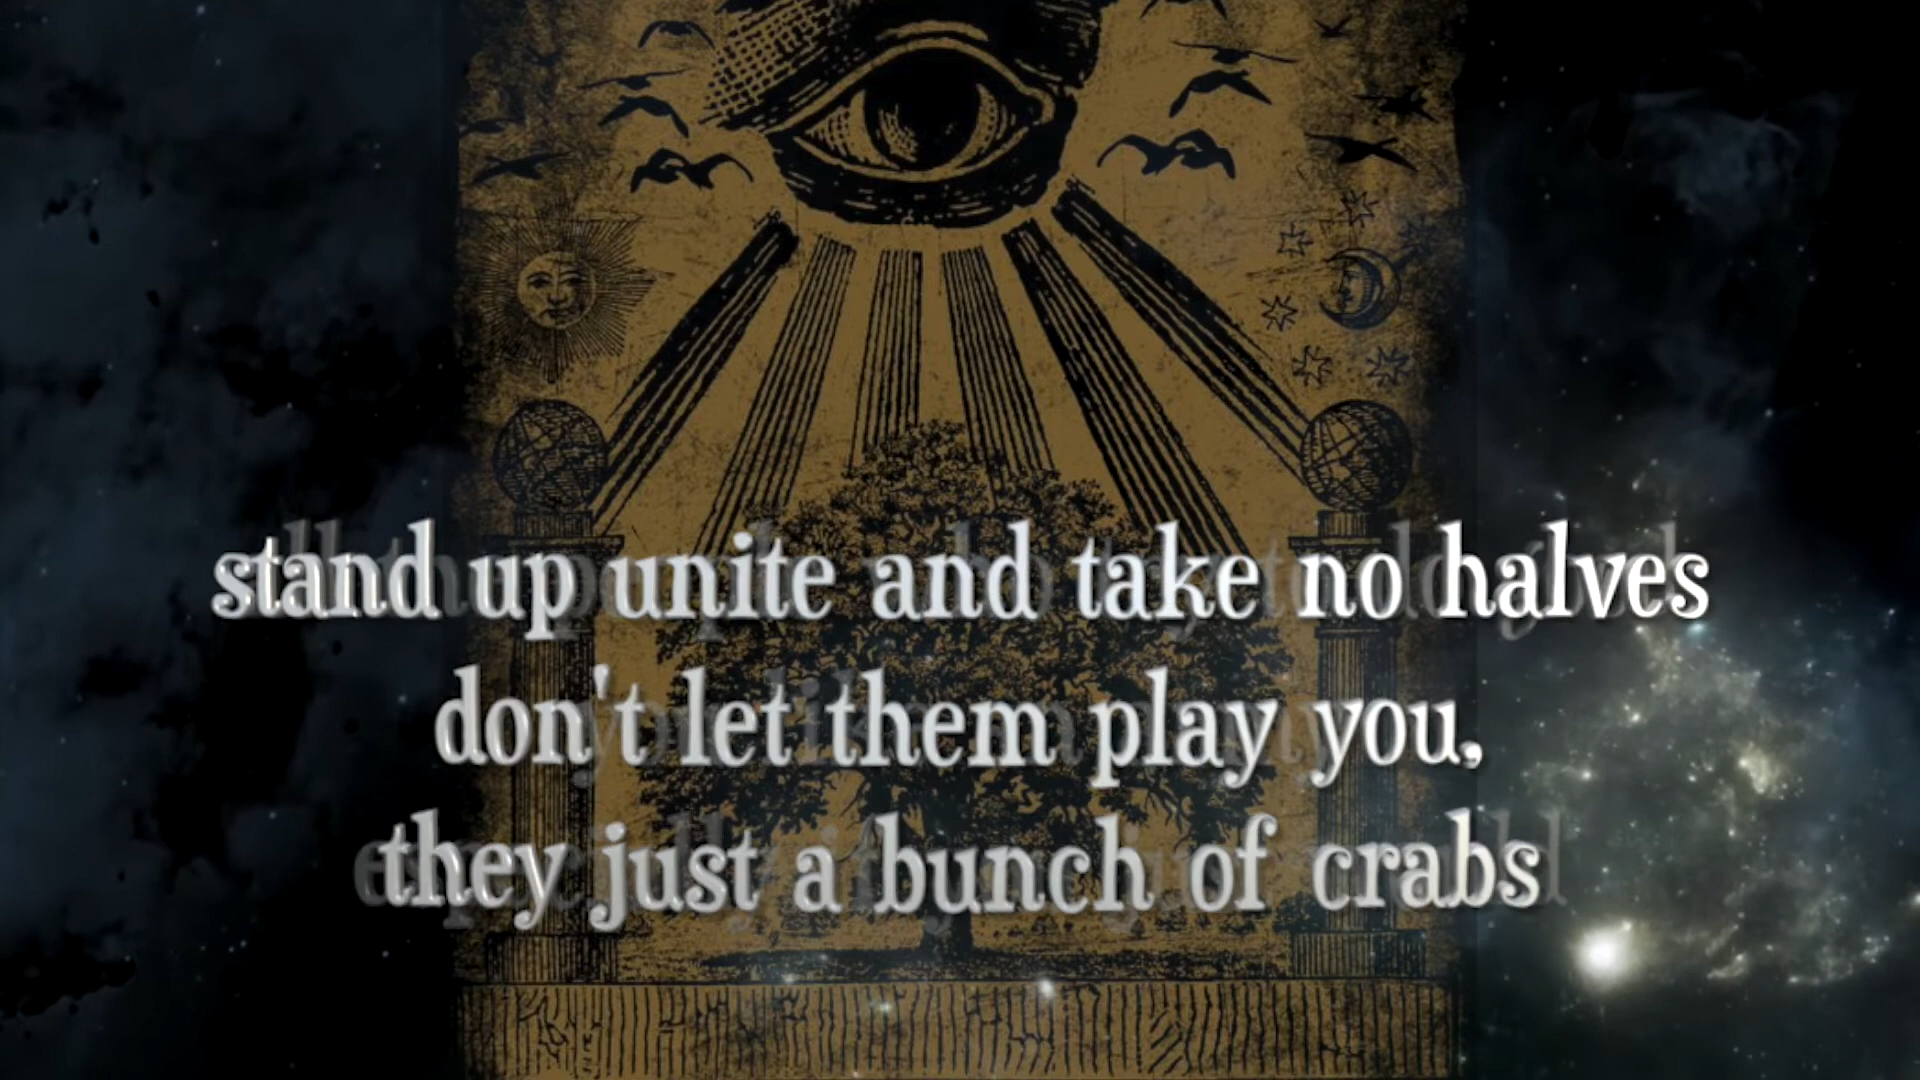 stand up unite and take no halves
don't let them play you,
they just a bunch of crabs